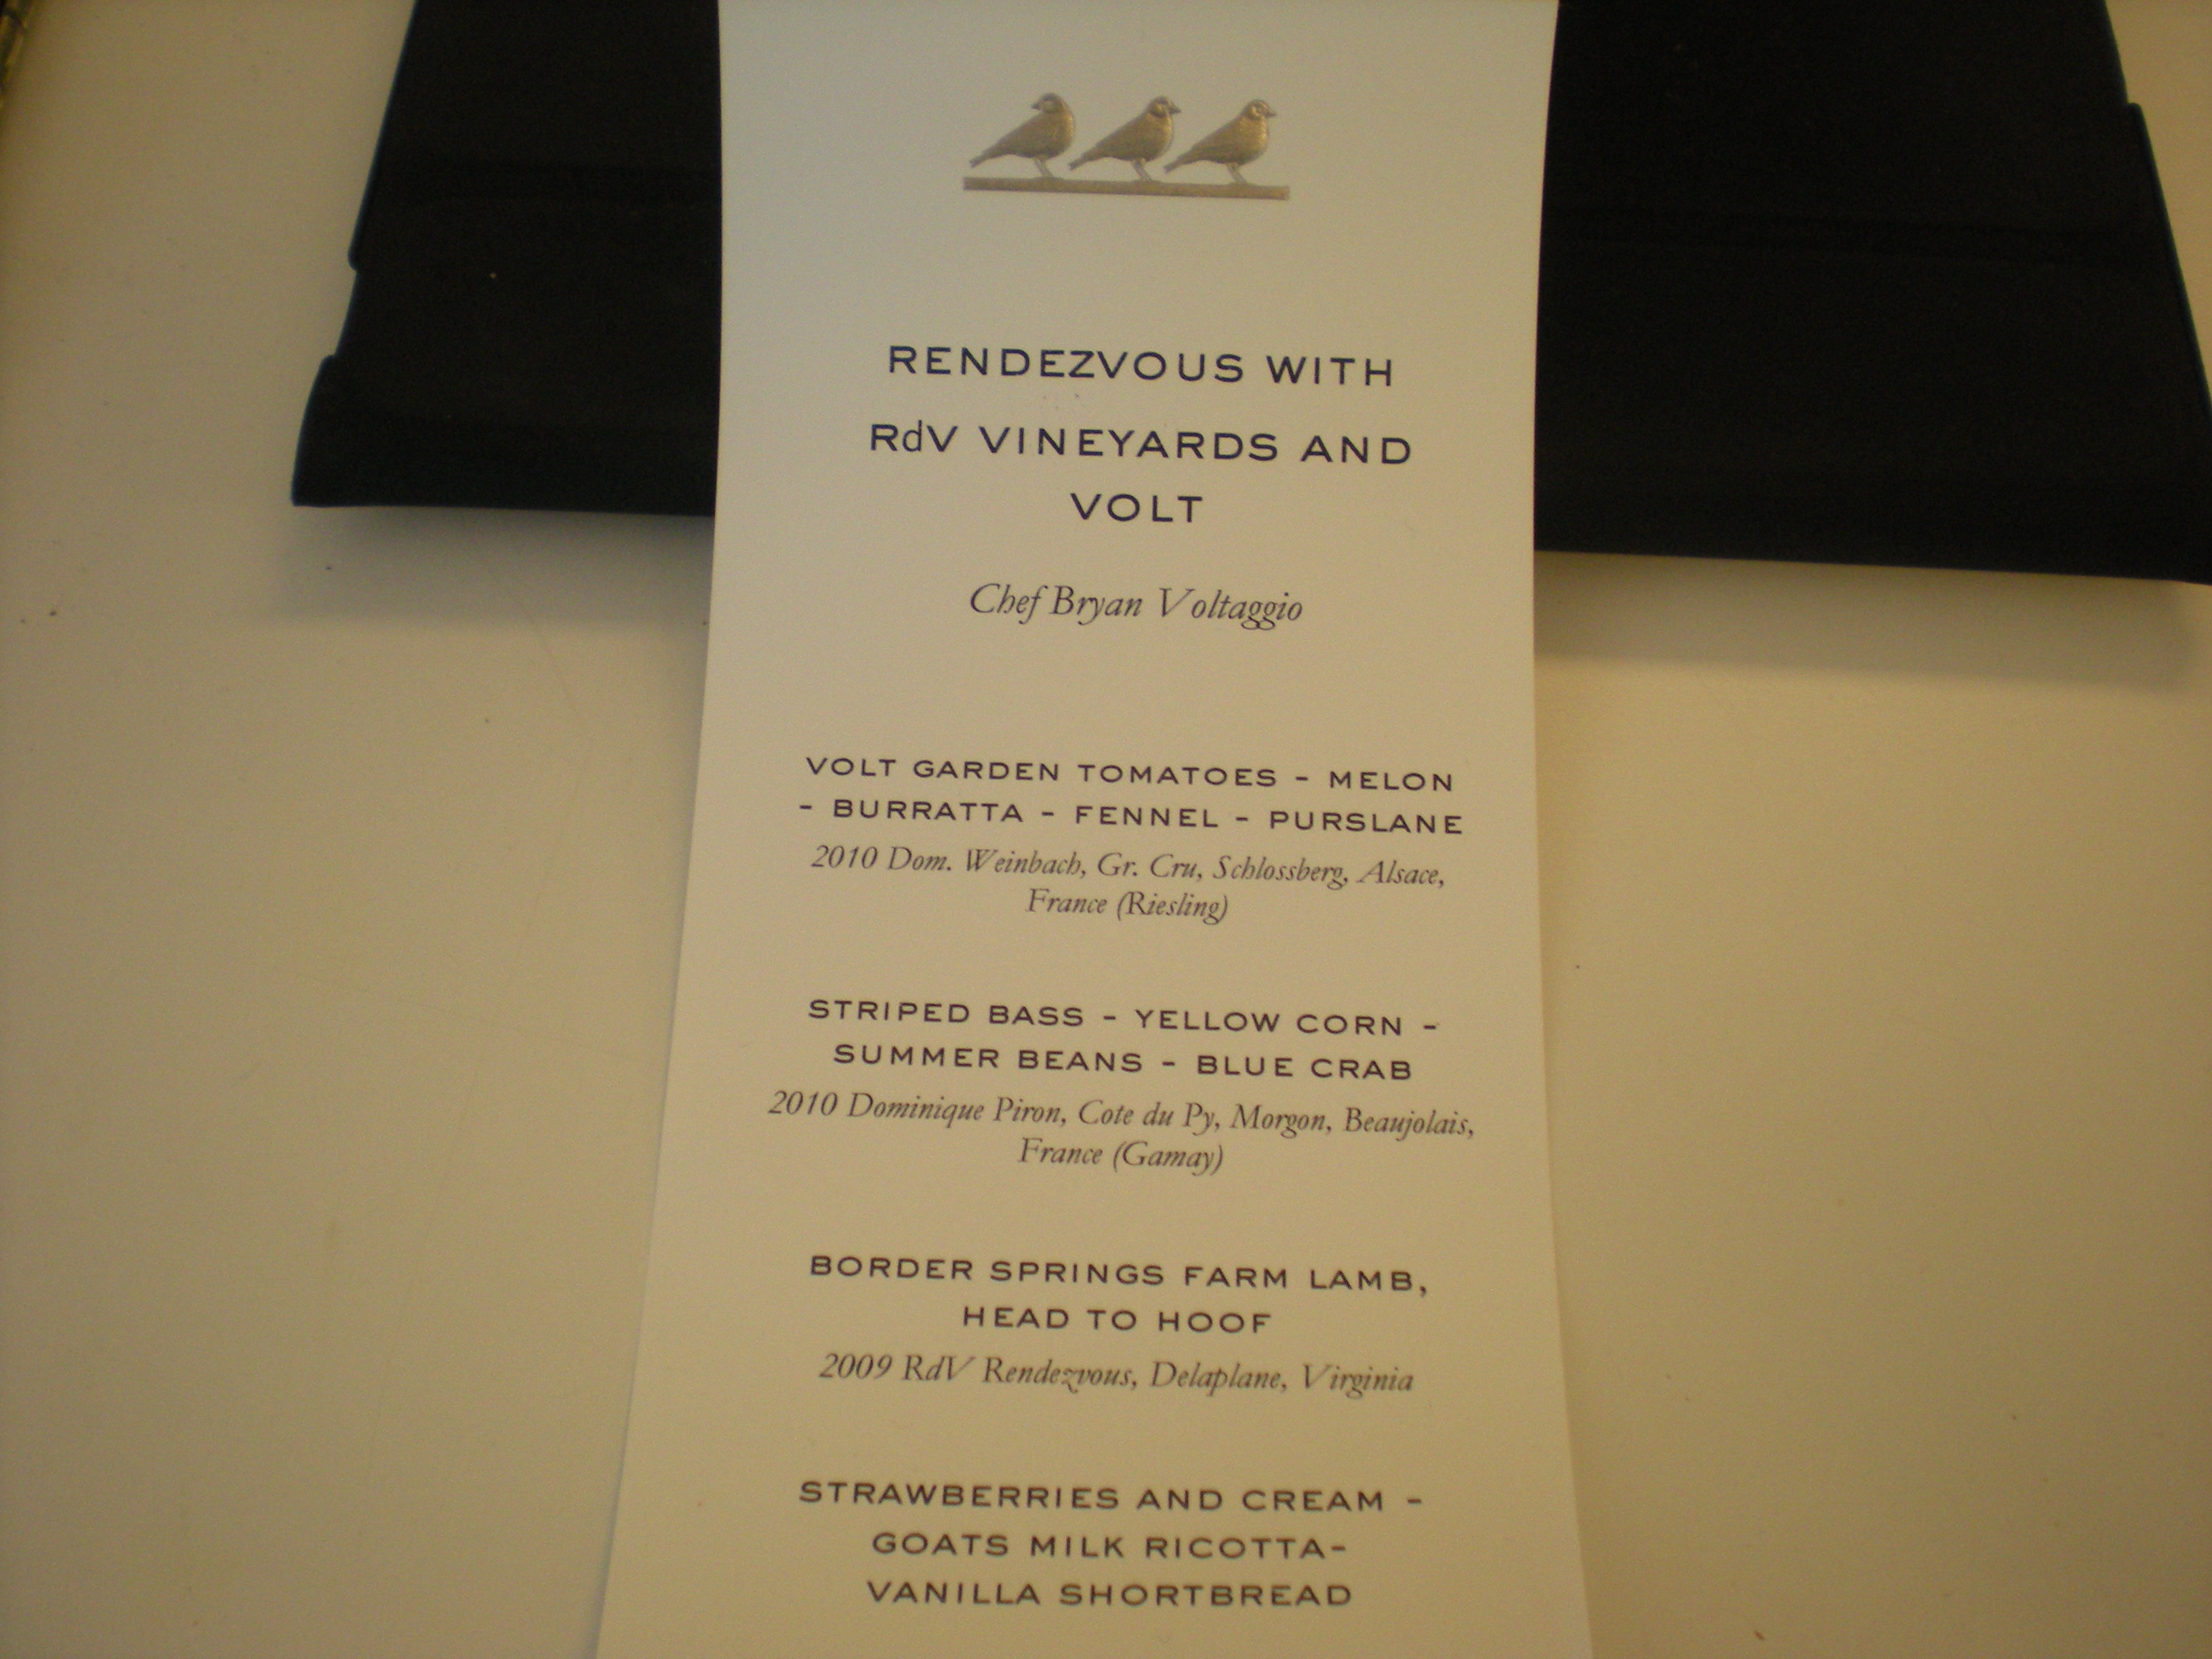 RENDEZVOUS WITH
RdV VINEYARDS AND
VOLT
Chef Bryan Voltaggio
VOLT GARDEN TOMATOES - MELON
- BURRATTA - FENNEL - PURSLANE
2010 Dom. Weinbach, Gr. Cru, Schlossberg, Alsace,
France (Riesling)
STRIPED BASS - YELLOW CORN -
SUMMER BEANS - BLUE CRAB
2010 Dominique Piron, Cote du Py, Morgon, Beaujolais,
France (Gamay)
BORDER SPRINGS FARM LAMB,
HEAD TO HOOF
2009 RdV Rendezvous, Delaplane, Virginia
STRAWBERRIES AND CREAM -
GOATS MILK RICOTTA-
VANILLA SHORTBREAD